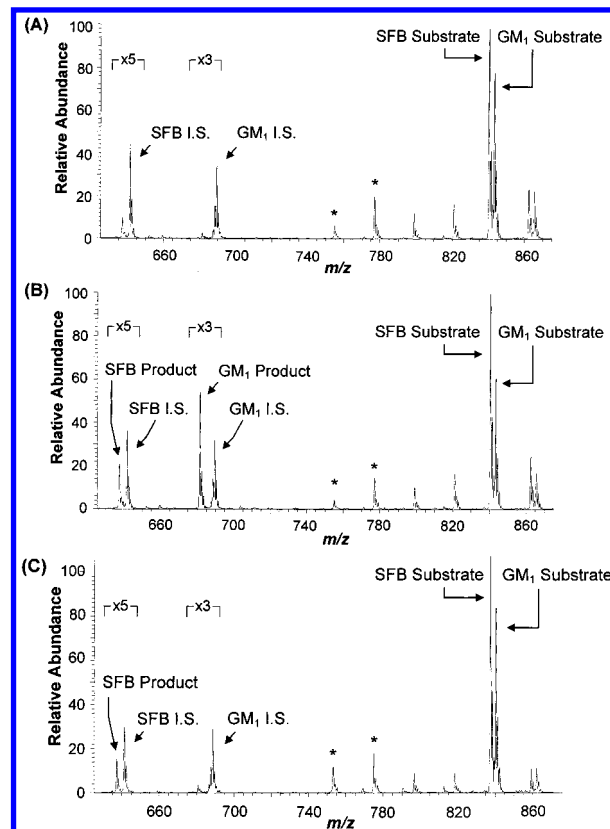 (A)
Relative Abundance
100
80
60
40
20
0
x5
x3
SFB I.S.
GM1 I.S.
*
*
SFB Substrate
GM1 Substrate
660
700
740
780
820
860
m/z
(B)
Relative Abundance
100
80
60
40
20
0
x5
x3
SFB Product
SFB I.S.
GM1 Product
GM1 I.S.
*
*
SFB Substrate
GM1 Substrate
660
700
740
780
820
860
m/z
(C)
Relative Abundance
100
80
60
40
20
0
x5
x3
SFB Product
SFB I.S.
GM1 I.S.
*
*
SFB Substrate
GM1 Substrate
660
700
740
780
820
860
m/z